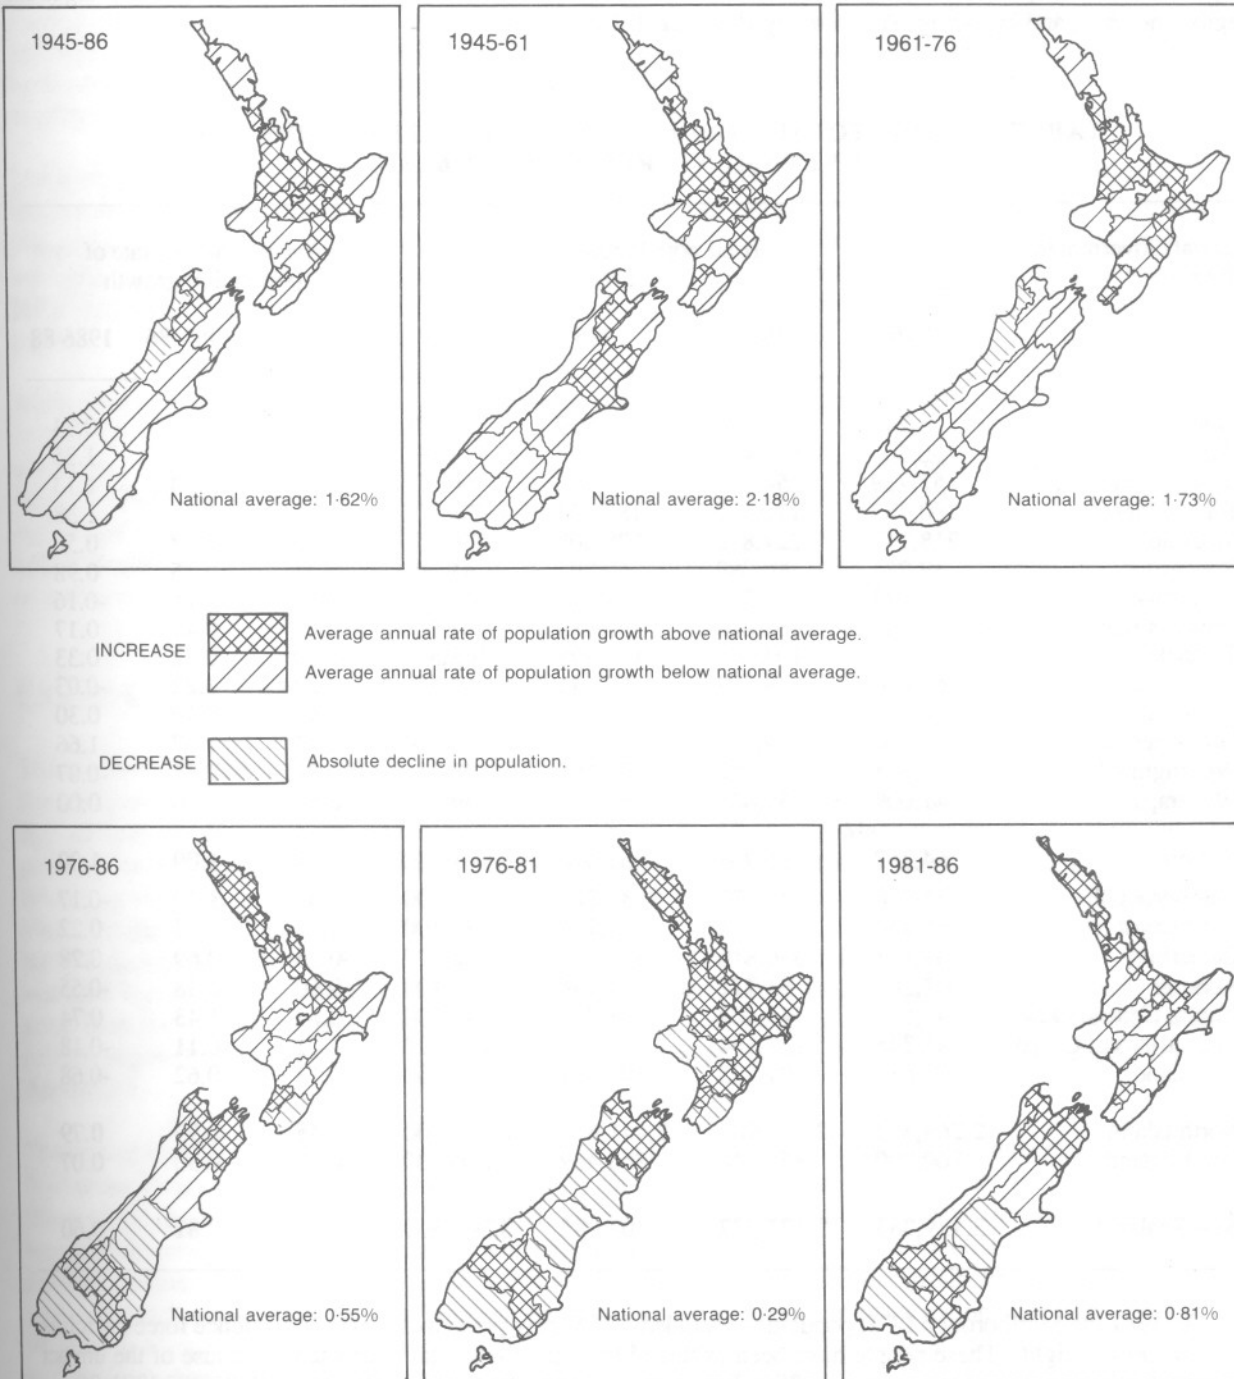 1945-86
1945-61
1961-76
National average: 1·62%
National average: 2·18%
National average: 1·73%
INCREASE
Average annual rate of population growth above national average.
Average annual rate of population growth below national average.
DECREASE
Absolute decline in population.
1976-86
1976-81
1981-86
National average: 0·55%
National average: 0·29%
National average: 0·81%